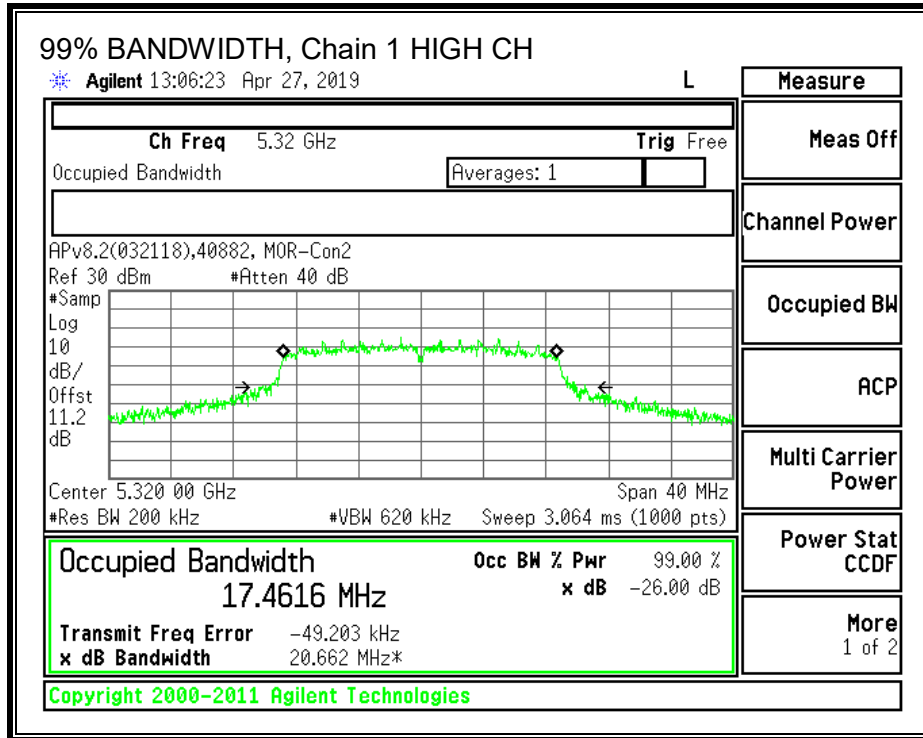 99% BANDWIDTH, Chain 1 HIGH CH
Agilent 13:06:23 Apr 27, 2019 L
Measure
Ch Freq 5.32 GHz Trig Free
Occupied Bandwidth Averages: 1
Meas Off
Channel Power
APv8.2(032118),40882, MOR-Con2
Ref 30 dBm #Atten 40 dB
#Samp
Log
10
dB/
Offst
11.2
dB
Occupied BW
ACP
Center 5.320 00 GHz Span 40 MHz
#Res BW 200 kHz #VBW 620 kHz Sweep 3.064 ms (1000 pts)
Multi Carrier
Power
Occupied Bandwidth
17.4616 MHz
Occ BW % Pwr 99.00 %
x dB -26.00 dB
Transmit Freq Error -49.203 kHz
x dB Bandwidth 20.662 MHz*
Power Stat
CCDF
More
1 of 2
Copyright 2000-2011 Agilent Technologies